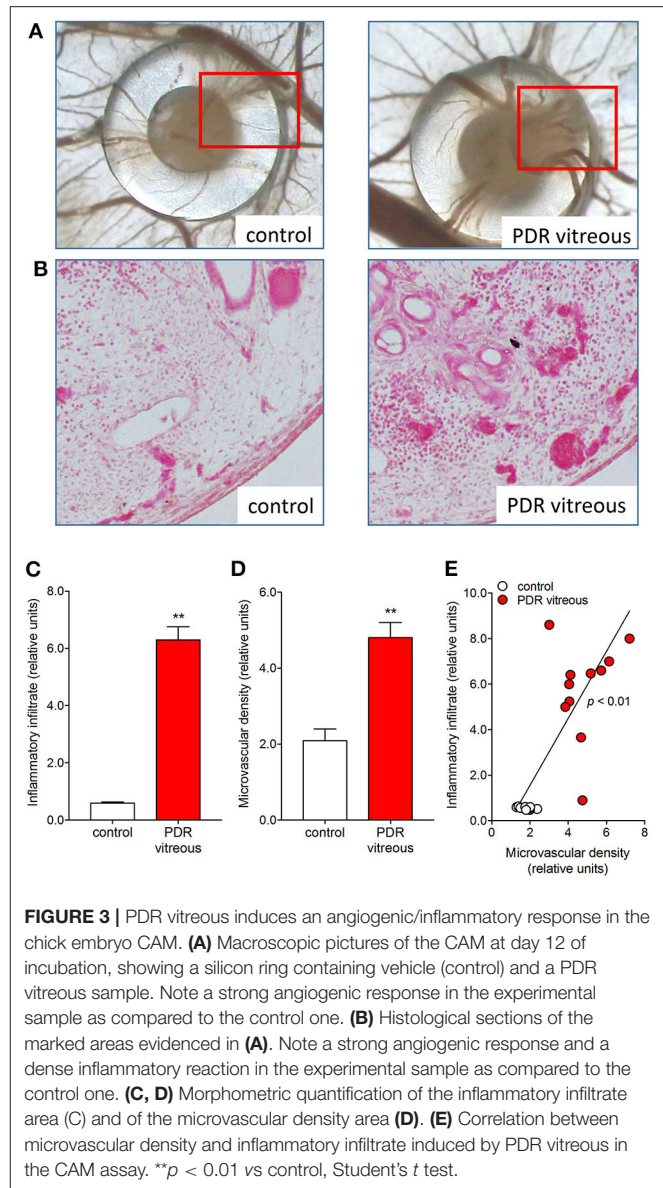 A
control
PDR vitreous
B
control
PDR vitreous
C
8.0
6.0
4.0
2.0
0.0
Inflammatory infiltrate (relative units)
**
control
PDR
vitreous
D
6.0
4.0
2.0
0.0
Microvascular density (relative units)
**
control
PDR
vitreous
E
control
PDR vitreous
10.0
8.0
6.0
4.0
2.0
0.0
Inflammatory infiltrate (relative units)
p < 0.01
0
2
4
6
8
Microvascular density
(relative units)
FIGURE 3 | PDR vitreous induces an angiogenic/inflammatory response in the
chick embryo CAM. (A) Macroscopic pictures of the CAM at day 12 of
incubation, showing a silicon ring containing vehicle (control) and a PDR
vitreous sample. Note a strong angiogenic response in the experimental
sample as compared to the control one. (B) Histological sections of the
marked areas evidenced in (A). Note a strong angiogenic response and a
dense inflammatory reaction in the experimental sample as compared to the
control one. (C, D) Morphometric quantification of the inflammatory infiltrate
area (C) and of the microvascular density area (D). (E) Correlation between
microvascular density and inflammatory infiltrate induced by PDR vitreous in
the CAM assay. **p < 0.01 vs control, Student's t test.